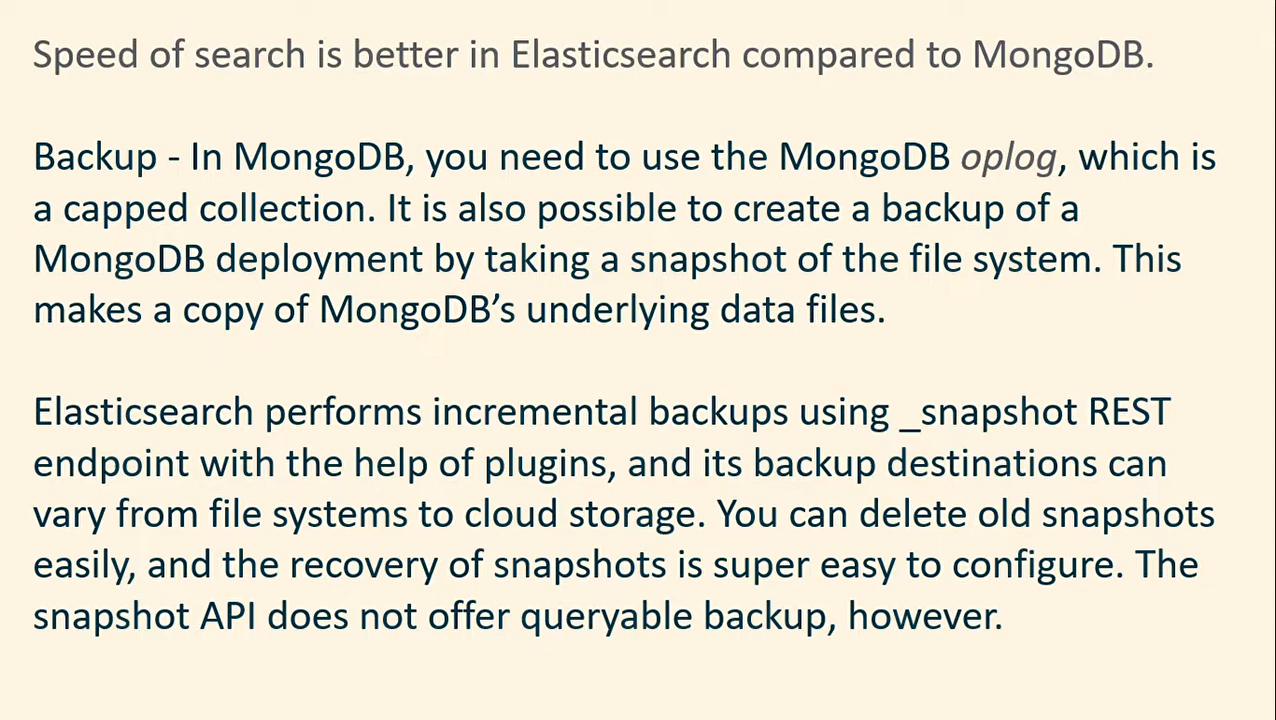 Speed of search is better in Elasticsearch compared to MongoDB.
Backup - In MongoDB, you need to use the MongoDB oplog, which is
a capped collection. It is also possible to create a backup of a
MongoDB deployment by taking a snapshot of the file system. This
makes a copy of MongoDB’s underlying data files.
Elasticsearch performs incremental backups using _snapshot REST
endpoint with the help of plugins, and its backup destinations can
vary from file systems to cloud storage. You can delete old snapshots
easily, and the recovery of snapshots is super easy to configure. The
snapshot API does not offer queryable backup, however.